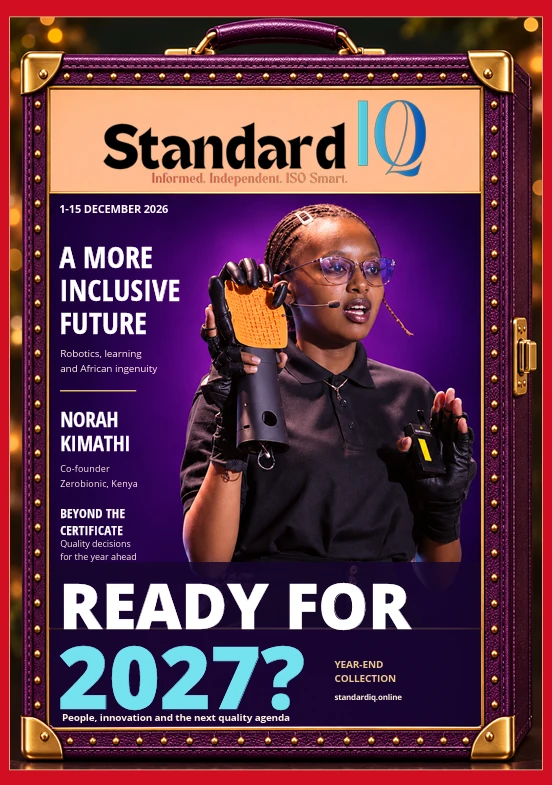 Standard IQ
Informed. Independent. ISO Smart.
1-15 DECEMBER 2026
A MORE
INCLUSIVE
FUTURE
Robotics, learning
and African ingenuity
NORAH
KIMATHI
Co-founder
Zerobionic, Kenya
BEYOND THE
CERTIFICATE
Quality decisions
for the year ahead
READY FOR
2027?
YEAR-END
COLLECTION
standardiq.online
People, innovation and the next quality agenda